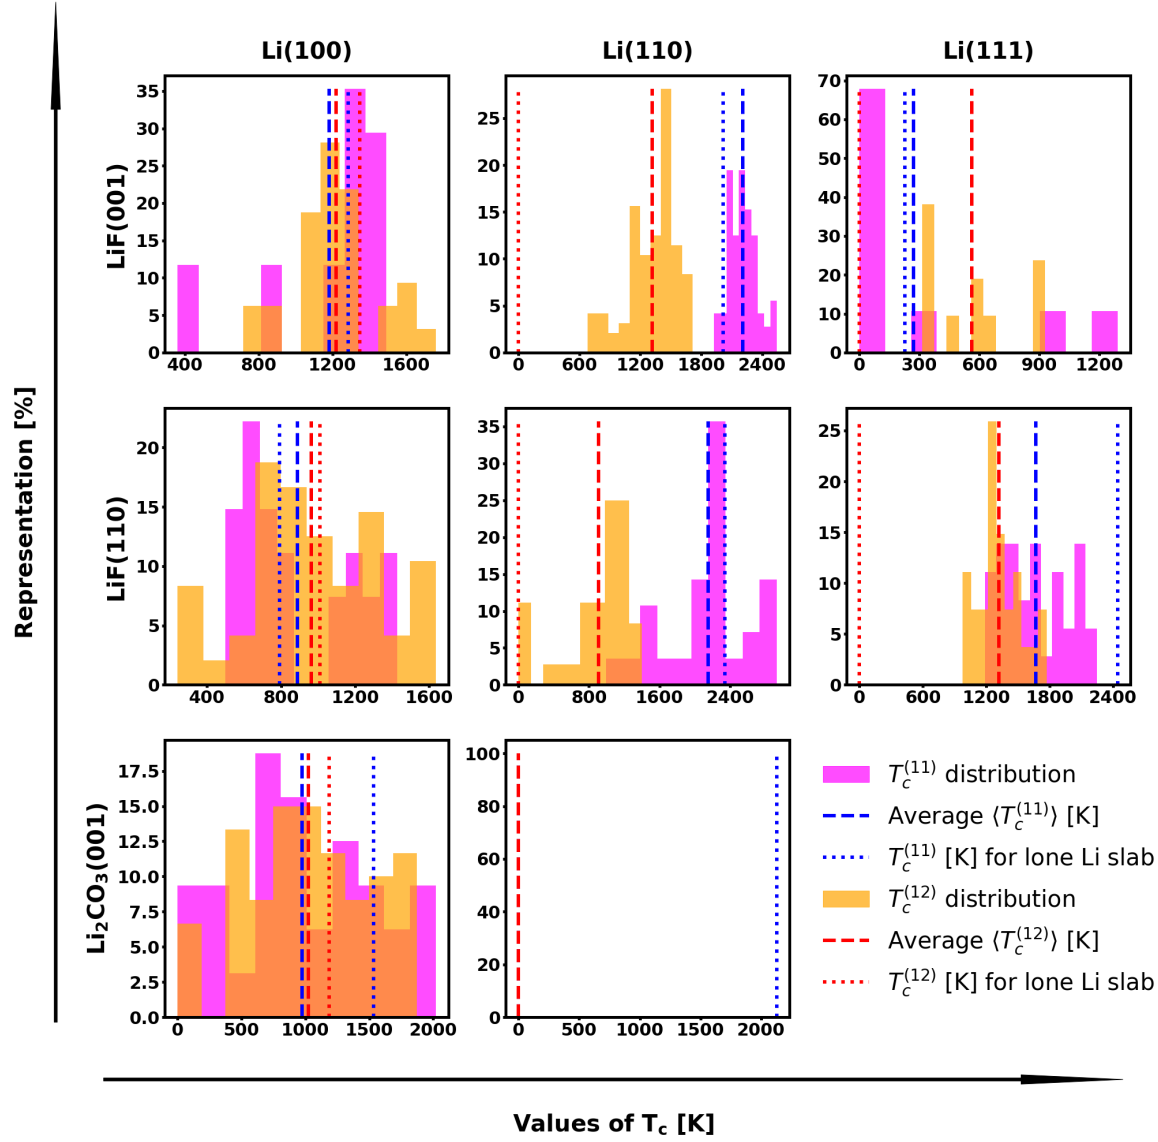 Li(100) Li(110) Li(111)
LiF(001)
35
30
25
20
15
10
5
0
400 800 1200 1600
25
20
15
10
5
0
0 600 1200 1800 2400
70
60
50
40
30
20
10
0
0 300 600 900 1200
Representation [%]
LiF(110)
20
15
10
5
0
400 800 1200 1600
35
30
25
20
15
10
5
0
0 800 1600 2400
25
20
15
10
5
0
0 600 1200 1800 2400
Li₂CO₃(001)
17.5
15.0
12.5
10.0
7.5
5.0
2.5
0.0
0 500 1000 1500 2000
100
80
60
40
20
0
0 500 1000 1500 2000
T_c^(11) distribution
Average ⟨T_c^(11)⟩ [K]
T_c^(11) [K] for lone Li slab
T_c^(12) distribution
Average ⟨T_c^(12)⟩ [K]
T_c^(12) [K] for lone Li slab
Values of T_c [K]